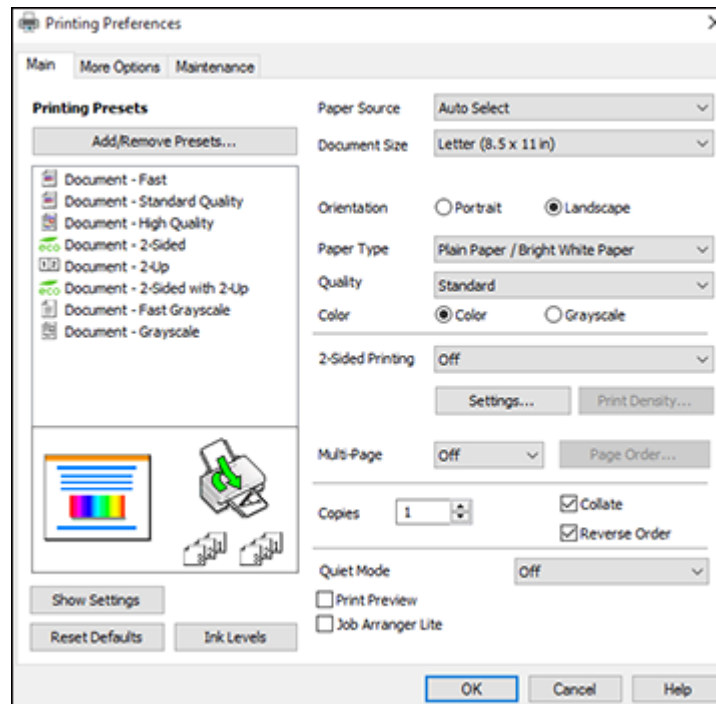 Printing Preferences
Main More Options Maintenance
Printing Presets
Add/Remove Presets...
Document - Fast
Document - Standard Quality
Document - High Quality
eco Document - 2-Sided
1 2 Document - 2-Up
eco Document - 2-Sided with 2-Up
Document - Fast Grayscale
Document - Grayscale
Show Settings
Reset Defaults Ink Levels
Paper Source Auto Select
Document Size Letter (8.5 x 11 in)
Orientation Portrait Landscape
Paper Type Plain Paper / Bright White Paper
Quality Standard
Color Color Grayscale
2-Sided Printing Off
Settings... Print Density...
Multi-Page Off Page Order...
Copies 1 Collate
Reverse Order
Quiet Mode Off
Print Preview
Job Arranger Lite
OK Cancel Help